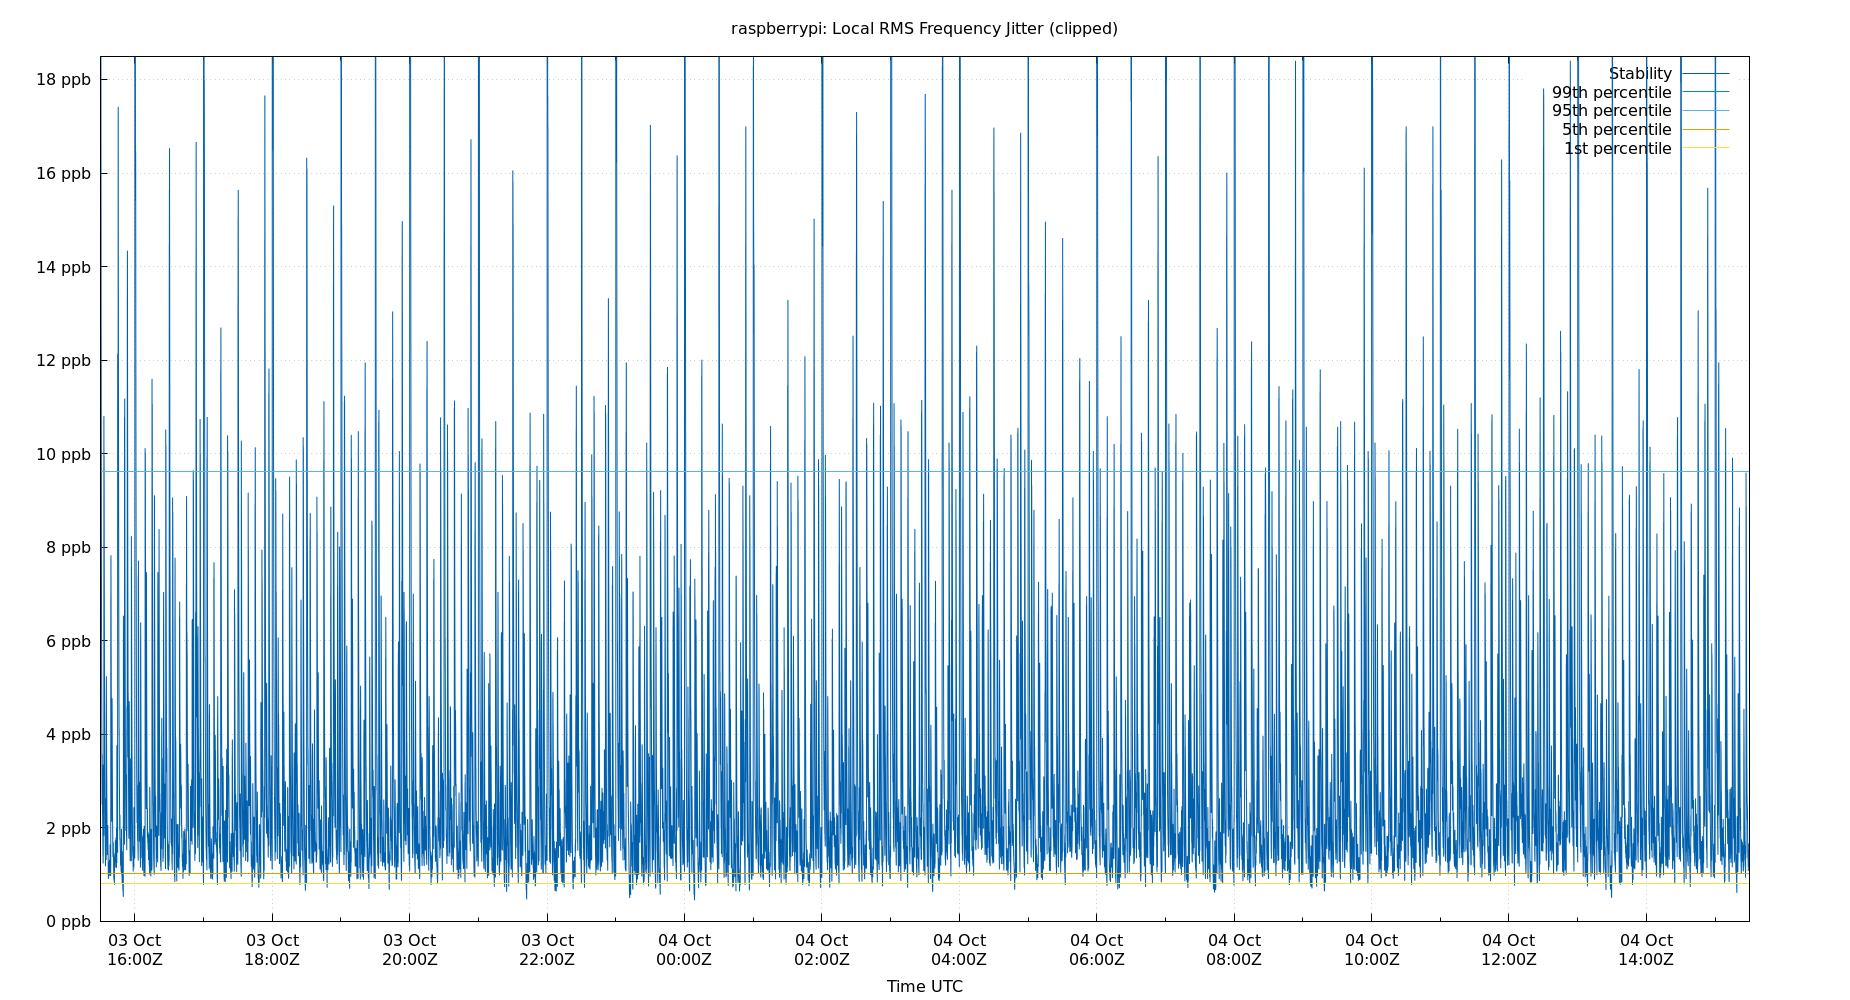 raspberrypi: Local RMS Frequency Jitter (clipped)
18 ppb
16 ppb
14 ppb
12 ppb
10 ppb
8 ppb
6 ppb
4 ppb
2 ppb
0 ppb
Stability
99th percentile
95th percentile
5th percentile
1st percentile
03 Oct 03 Oct 03 Oct 03 Oct 04 Oct 04 Oct 04 Oct 04 Oct 04 Oct 04 Oct 04 Oct 04 Oct
16:00Z 18:00Z 20:00Z 22:00Z 00:00Z 02:00Z 04:00Z 06:00Z 08:00Z 10:00Z 12:00Z 14:00Z
Time UTC